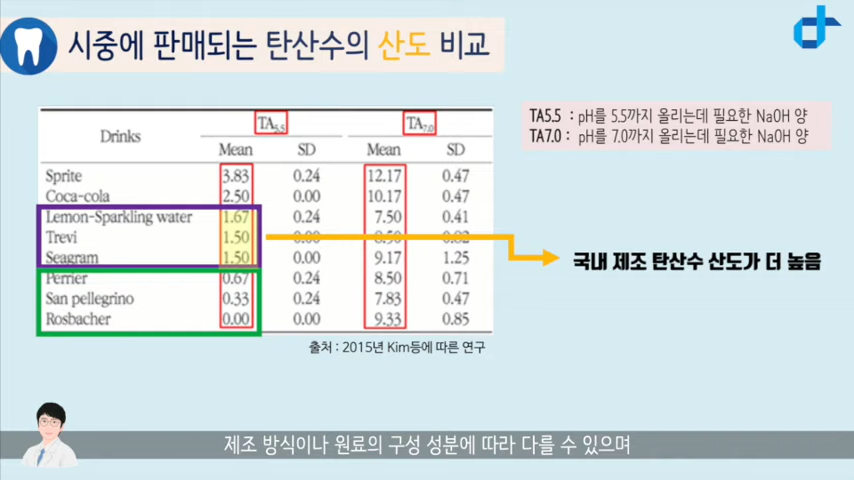 시중에 판매되는 탄산수의 산도 비교
TA5.5 : pH를 5.5까지 올리는데 필요한 NaOH 양
TA7.0 : pH를 7.0까지 올리는데 필요한 NaOH 양
Drinks TA5.5 TA7.0
Mean SD Mean SD
Sprite 3.83 0.24 12.17 0.47
Coca-cola 2.50 0.00 10.17 0.47
Lemon-Sparkling water 1.67 0.24 7.50 0.41
Trevi 1.50 0.00 8.50 0.82
Seagram 1.50 0.00 9.17 1.25
Perrier 0.67 0.24 8.50 0.71
San pellegrino 0.33 0.24 7.83 0.47
Rosbacher 0.00 0.00 9.33 0.85
국내 제조 탄산수 산도가 더 높음
출처 : 2015년 Kim등에 따른 연구
제조 방식이나 원료의 구성 성분에 따라 다를 수 있으며